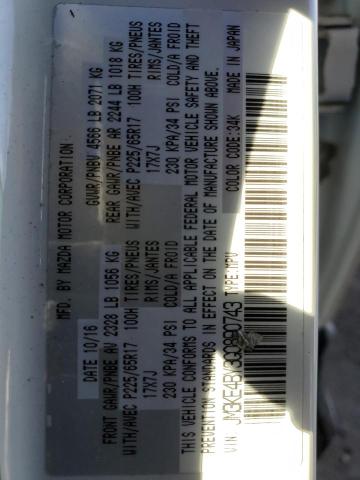 MFD. BY MAZDA MOTOR CORPORATION
DATE 10/16 GVWR/PNBV 4566 LB 2071 KG
FRONT GAWR/PNBE AV 2328 LB 1056 KG REAR GAWR/PNBE AR 2244 LB 1018 KG
WITH/AVEC P225/65R17 100H TIRES/PNEUS WITH/AVEC P225/65R17 100H TIRES/PNEUS
17X7J RIMS/JANTES 17X7J RIMS/JANTES
230 KPA/34 PSI COLD/A FROID 230 KPA/34 PSI COLD/A FROID
THIS VEHICLE CONFORMS TO ALL APPLICABLE FEDERAL MOTOR VEHICLE SAFETY AND THEFT
PREVENTION STANDARDS IN EFFECT ON THE DATE OF MANUFACTURE SHOWN ABOVE.
COLOR CODE:34K MADE IN JAPAN
VIN JM3KE4BY3G0890743 TYPE:MPV